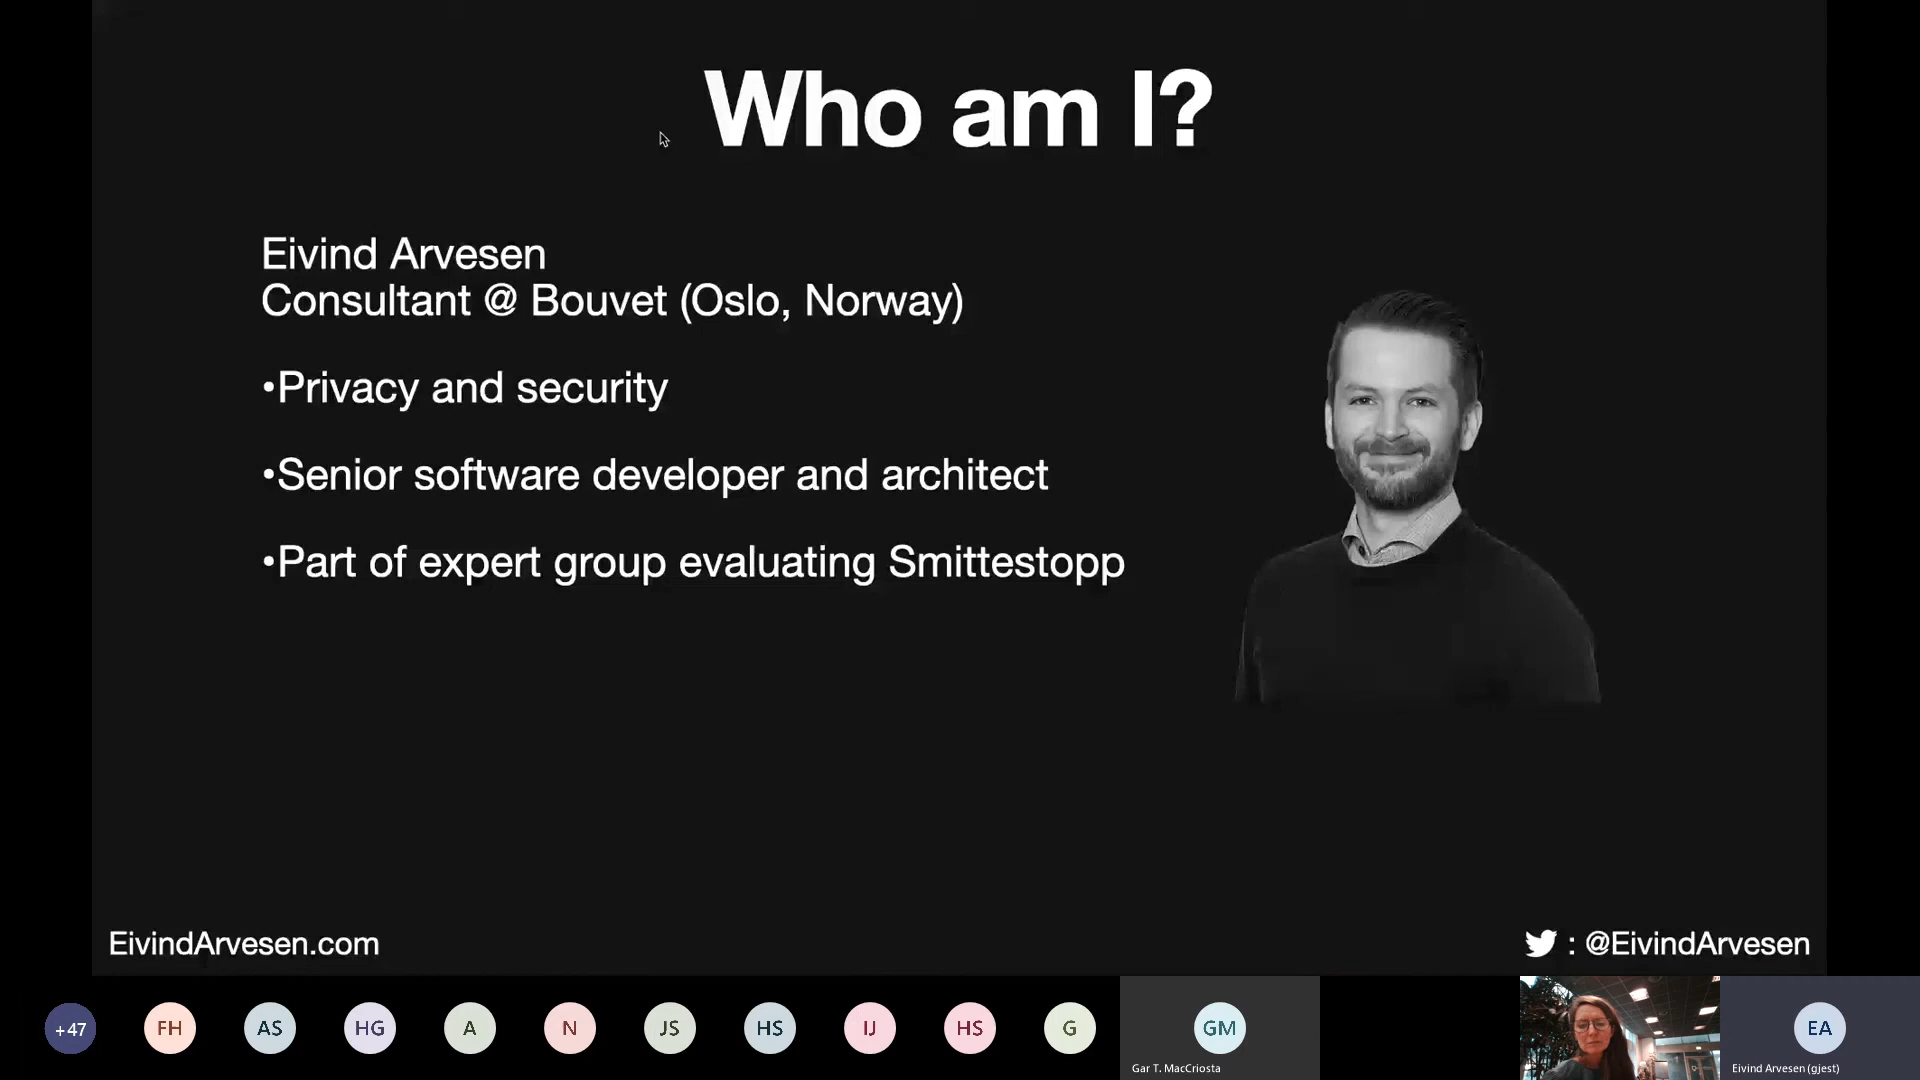 Who am I?
Eivind Arvesen
Consultant @ Bouvet (Oslo, Norway)
•Privacy and security
•Senior software developer and architect
•Part of expert group evaluating Smittestopp
EivindArvesen.com
: @EivindArvesen
+47
FH
AS
HG
A
N
JS
HS
IJ
HS
G
GM
EA
Gar T. MacCriosta
Eivind Arvesen (gjest)